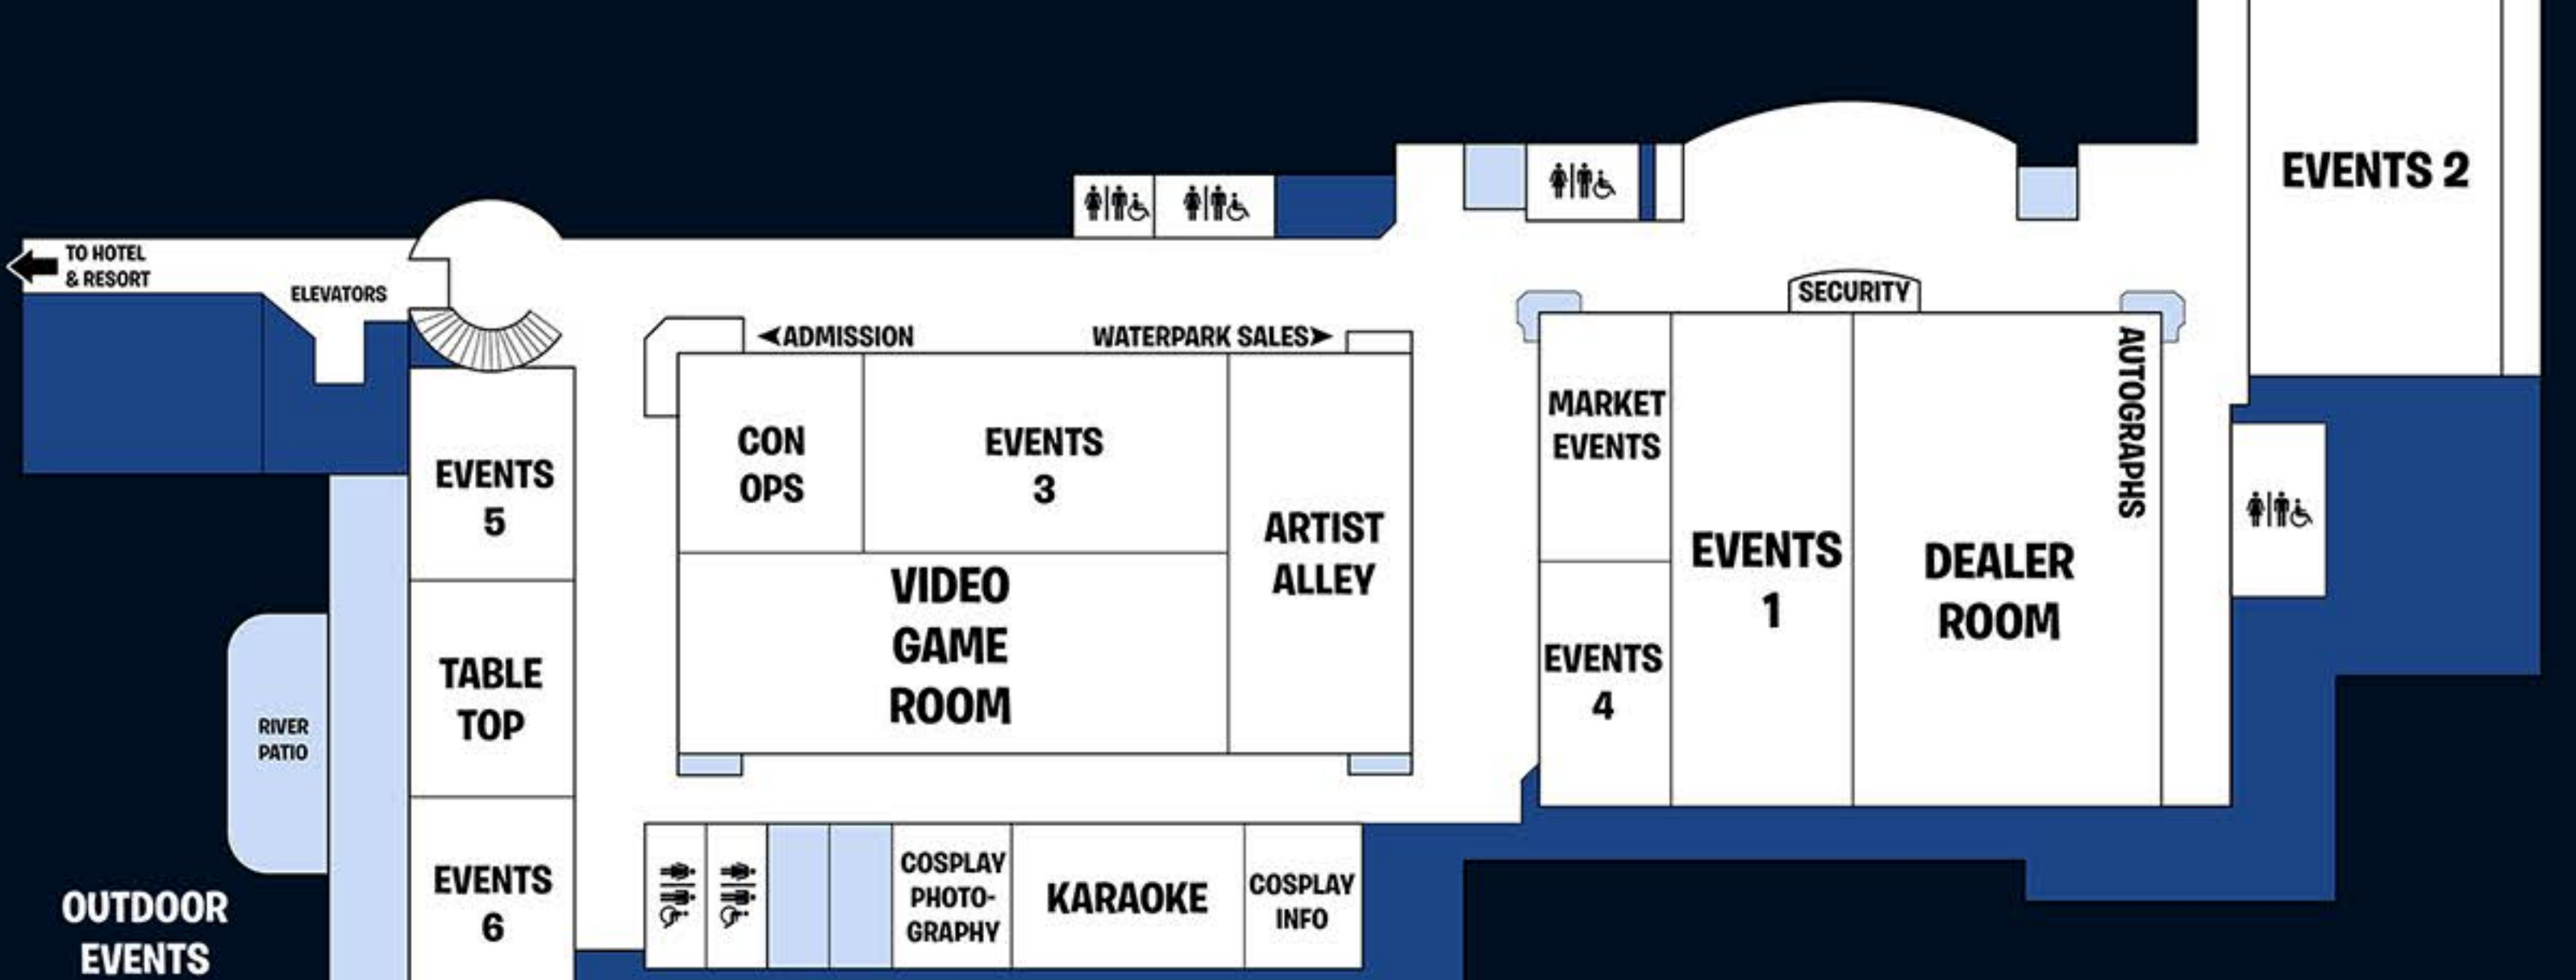 EVENTS 2
TO HOTEL
& RESORT
ELEVATORS
SECURITY
◄ADMISSION
WATERPARK SALES►
AUTOGRAPHS
MARKET
EVENTS
CON
OPS
EVENTS
3
EVENTS
5
ARTIST
ALLEY
EVENTS
1
DEALER
ROOM
VIDEO
GAME
ROOM
TABLE
TOP
EVENTS
4
RIVER
PATIO
EVENTS
6
COSPLAY
PHOTO-
GRAPHY
KARAOKE
COSPLAY
INFO
OUTDOOR
EVENTS